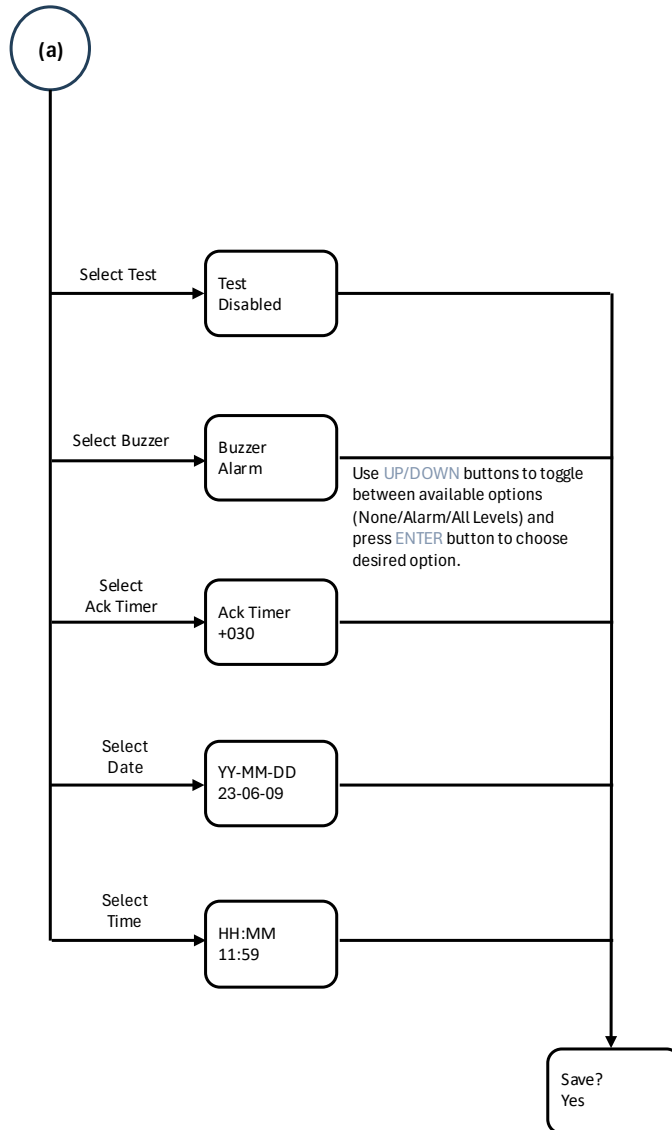 (a)
Select Test
Test
Disabled
Select Buzzer
Buzzer
Alarm
Use UP/DOWN buttons to toggle
between available options
(None/Alarm/All Levels) and
press ENTER button to choose
desired option.
Select
Ack Timer
Ack Timer
+030
Select
Date
YY-MM-DD
23-06-09
Select
Time
HH:MM
11:59
Save?
Yes